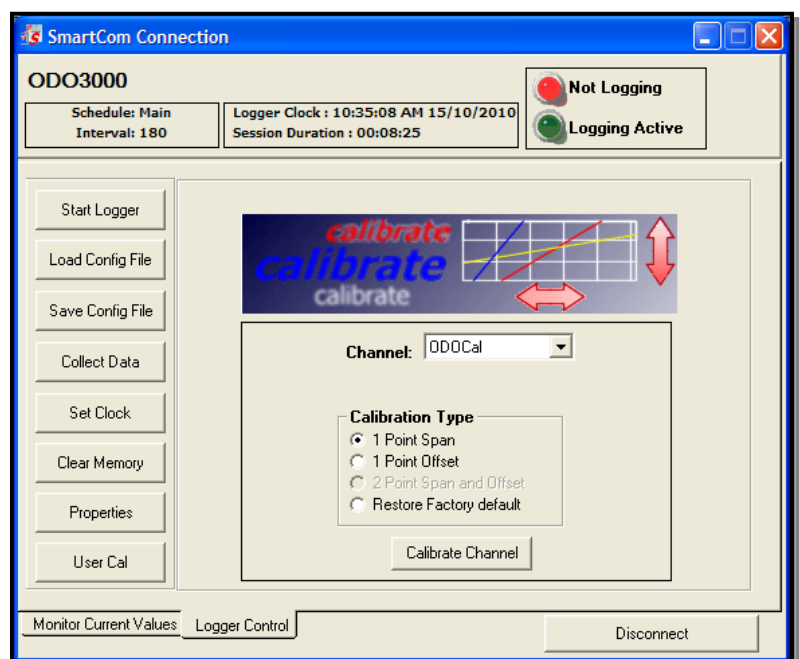 SmartCom Connection
ODO3000
Schedule: Main
Interval: 180
Logger Clock : 10:35:08 AM 15/10/2010
Session Duration : 00:08:25
Not Logging
Logging Active
Start Logger
Load Config File
Save Config File
Collect Data
Set Clock
Clear Memory
Properties
User Cal
calibrate
calibrate
calibrate
Channel: ODOCal
Calibration Type
1 Point Span
1 Point Offset
2 Point Span and Offset
Restore Factory default
Calibrate Channel
Monitor Current Values Logger Control
Disconnect